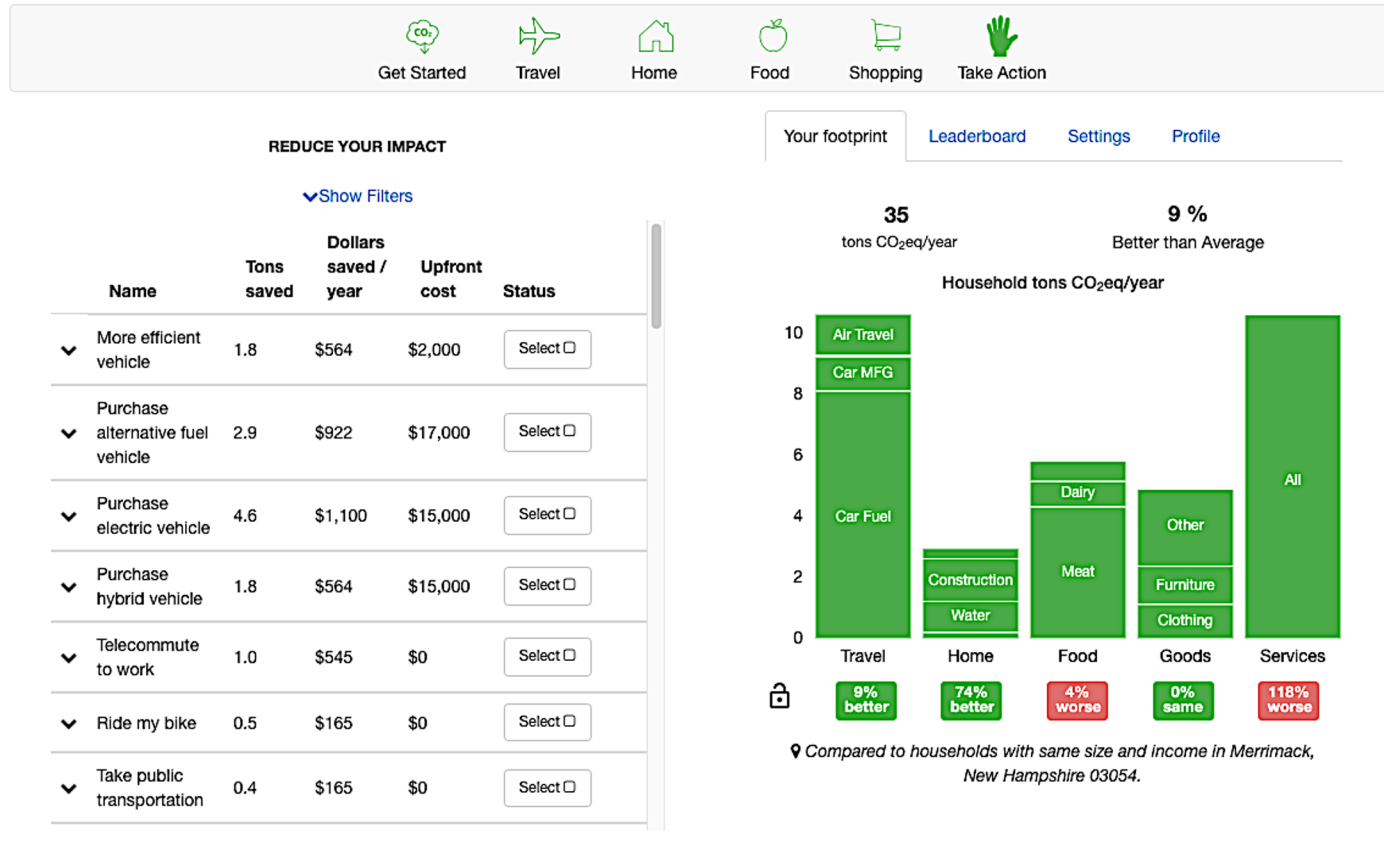 CO₂
Get Started
Travel
Home
Food
Shopping
Take Action
REDUCE YOUR IMPACT
Show Filters
Name
Tons
saved
Dollars
saved /
year
Upfront
cost
Status
More efficient
vehicle
1.8
$564
$2,000
Select
Purchase
alternative fuel
vehicle
2.9
$922
$17,000
Select
Purchase
electric vehicle
4.6
$1,100
$15,000
Select
Purchase
hybrid vehicle
1.8
$564
$15,000
Select
Telecommute
to work
1.0
$545
$0
Select
Ride my bike
0.5
$165
$0
Select
Take public
transportation
0.4
$165
$0
Select
Your footprint
Leaderboard
Settings
Profile
35
tons CO₂eq/year
9 %
Better than Average
Household tons CO₂eq/year
10
8
6
4
2
0
Air Travel
Car MFG
Car Fuel
Construction
Water
Dairy
Meat
Other
Furniture
Clothing
All
Travel
Home
Food
Goods
Services
9%
better
74%
better
4%
worse
0%
same
118%
worse
Compared to households with same size and income in Merrimack,
New Hampshire 03054.